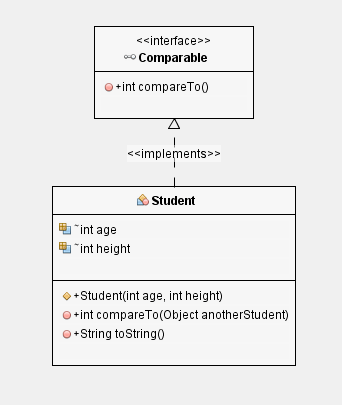 <<interface>>
Comparable
+int compareTo()
<<implements>>
Student
~int age
~int height
+Student(int age, int height)
+int compareTo(Object anotherStudent)
+String toString()